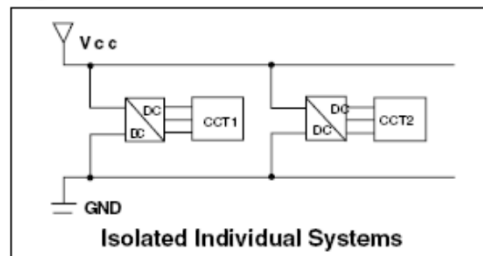 Vcc
DC
DC
CCT1
DC
DC
CCT2
GND
Isolated Individual Systems